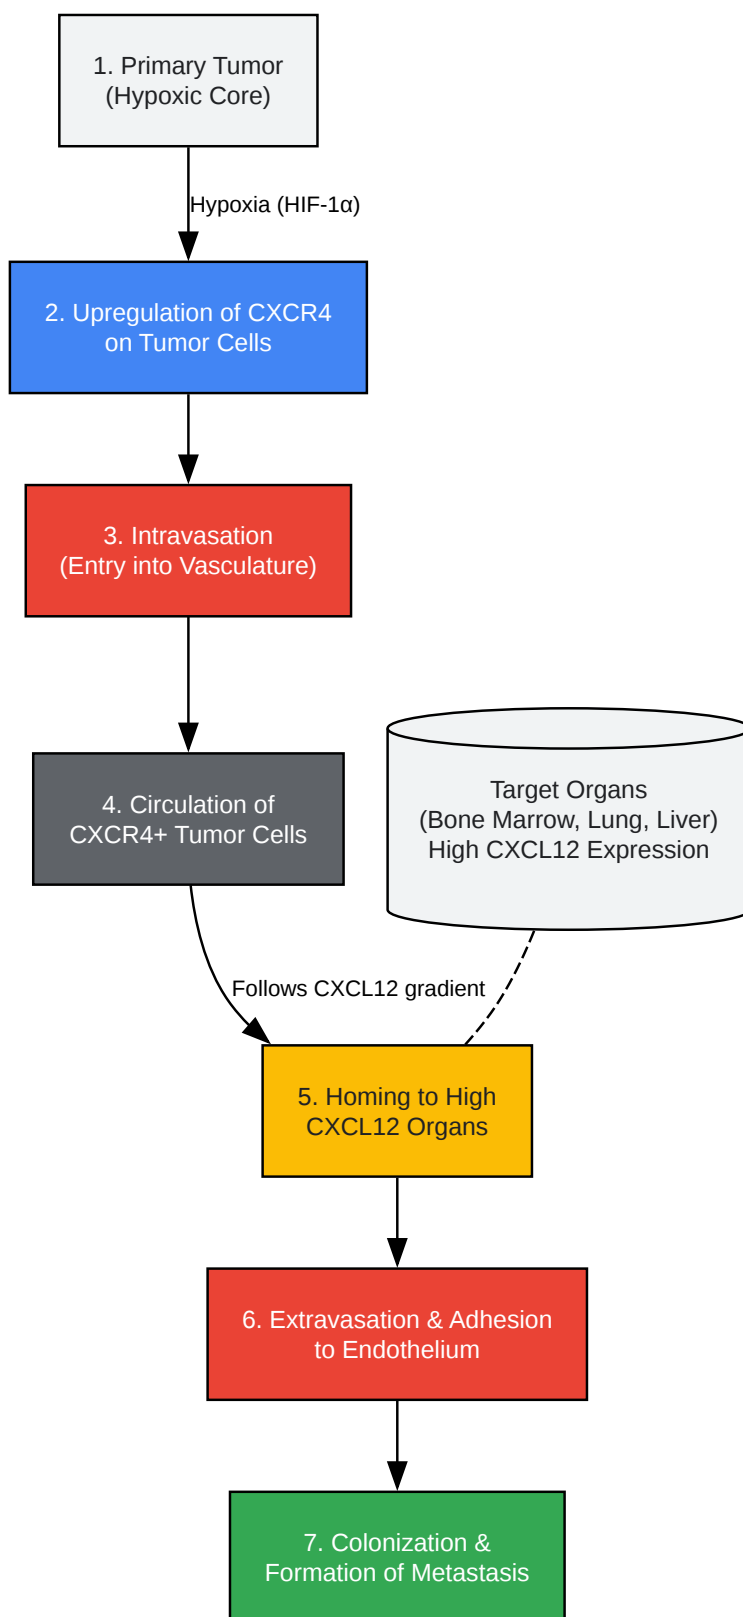 1. Primary Tumor
(Hypoxic Core)
Hypoxia (HIF-1α)
2. Upregulation of CXCR4
on Tumor Cells
3. Intravasation
(Entry into Vasculature)
4. Circulation of
CXCR4+ Tumor Cells
Target Organs
(Bone Marrow, Lung, Liver)
High CXCL12 Expression
Follows CXCL12 gradient
5. Homing to High
CXCL12 Organs
6. Extravasation & Adhesion
to Endothelium
7. Colonization &
Formation of Metastasis